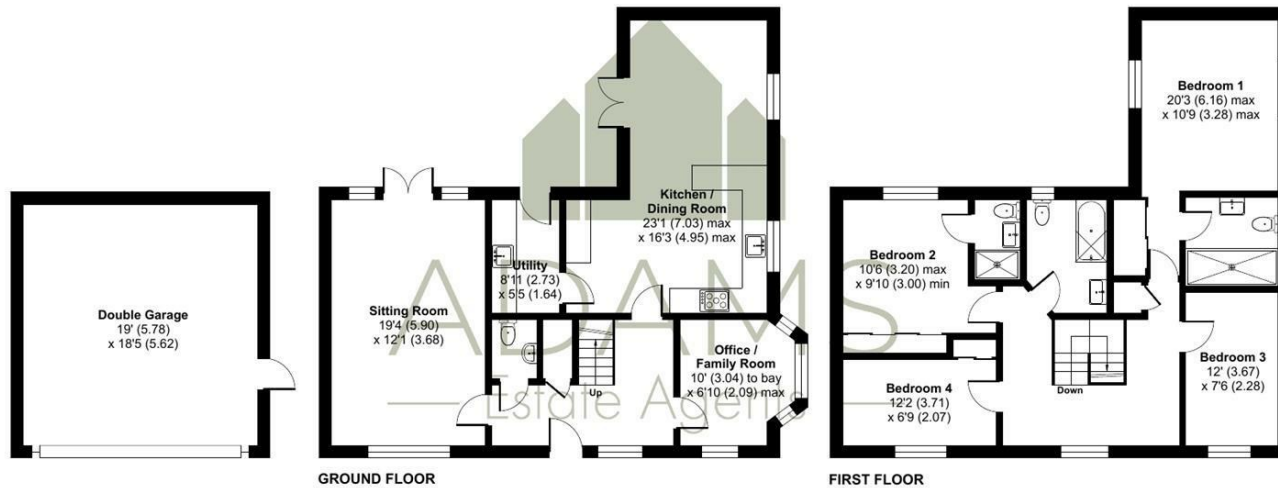 Double Garage
19' (5.78)
x 18'5 (5.62)
Sitting Room
19'4 (5.90)
x 12'1 (3.68)
Utility
8'11 (2.73)
x 5'5 (1.64)
Kitchen /
Dining Room
23'1 (7.03) max
x 16'3 (4.95) max
Office /
Family Room
10' (3.04) to bay
x 6'10 (2.09) max
Up
ADAMS
Estate Agents
GROUND FLOOR
Bedroom 1
20'3 (6.16) max
x 10'9 (3.28) max
Bedroom 2
10'6 (3.20) max
x 9'10 (3.00) min
Bedroom 3
12' (3.67)
x 7'6 (2.28)
Bedroom 4
12'2 (3.71)
x 6'9 (2.07)
Down
FIRST FLOOR